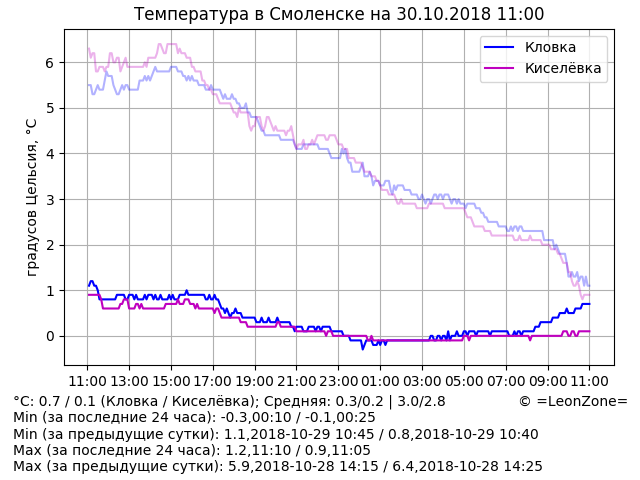 Температура в Смоленске на 30.10.2018 11:00
Кловка
Киселёвка
градусов Цельсия, °C
6
5
4
3
2
1
0
11:00 13:00 15:00 17:00 19:00 21:00 23:00 01:00 03:00 05:00 07:00 09:00 11:00
°C: 0.7 / 0.1 (Кловка / Киселёвка); Средняя: 0.3/0.2 | 3.0/2.8 © =LeonZone=
Min (за последние 24 часа): -0.3,00:10 / -0.1,00:25
Min (за предыдущие сутки): 1.1,2018-10-29 10:45 / 0.8,2018-10-29 10:40
Max (за последние 24 часа): 1.2,11:10 / 0.9,11:05
Max (за предыдущие сутки): 5.9,2018-10-28 14:15 / 6.4,2018-10-28 14:25